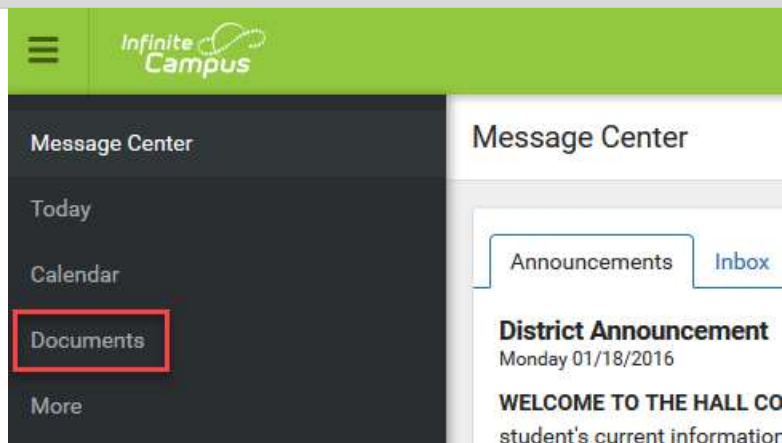 Infinite
Campus
Message Center
Today
Calendar
Documents
More
Message Center
Announcements Inbox
District Announcement
Monday 01/18/2016
WELCOME TO THE HALL CO
student's current information